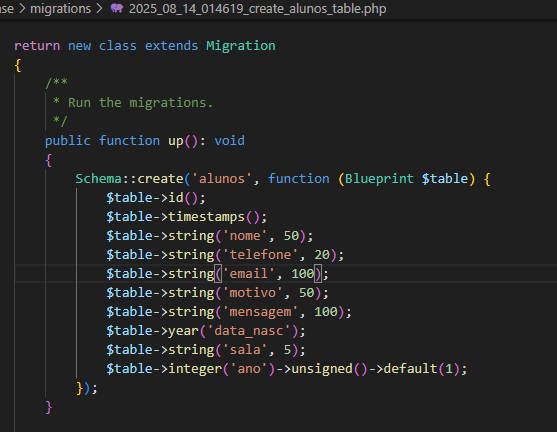 se > migrations > 2025_08_14_014619_create_alunos_table.php
return new class extends Migration
{
    /**
     * Run the migrations.
     */
    public function up(): void
    {
        Schema::create('alunos', function (Blueprint $table) {
            $table->id();
            $table->timestamps();
            $table->string('nome', 50);
            $table->string('telefone', 20);
            $table->string('email', 100);
            $table->string('motivo', 50);
            $table->string('mensagem', 100);
            $table->year('data_nasc');
            $table->string('sala', 5);
            $table->integer('ano')->unsigned()->default(1);
        });
    }